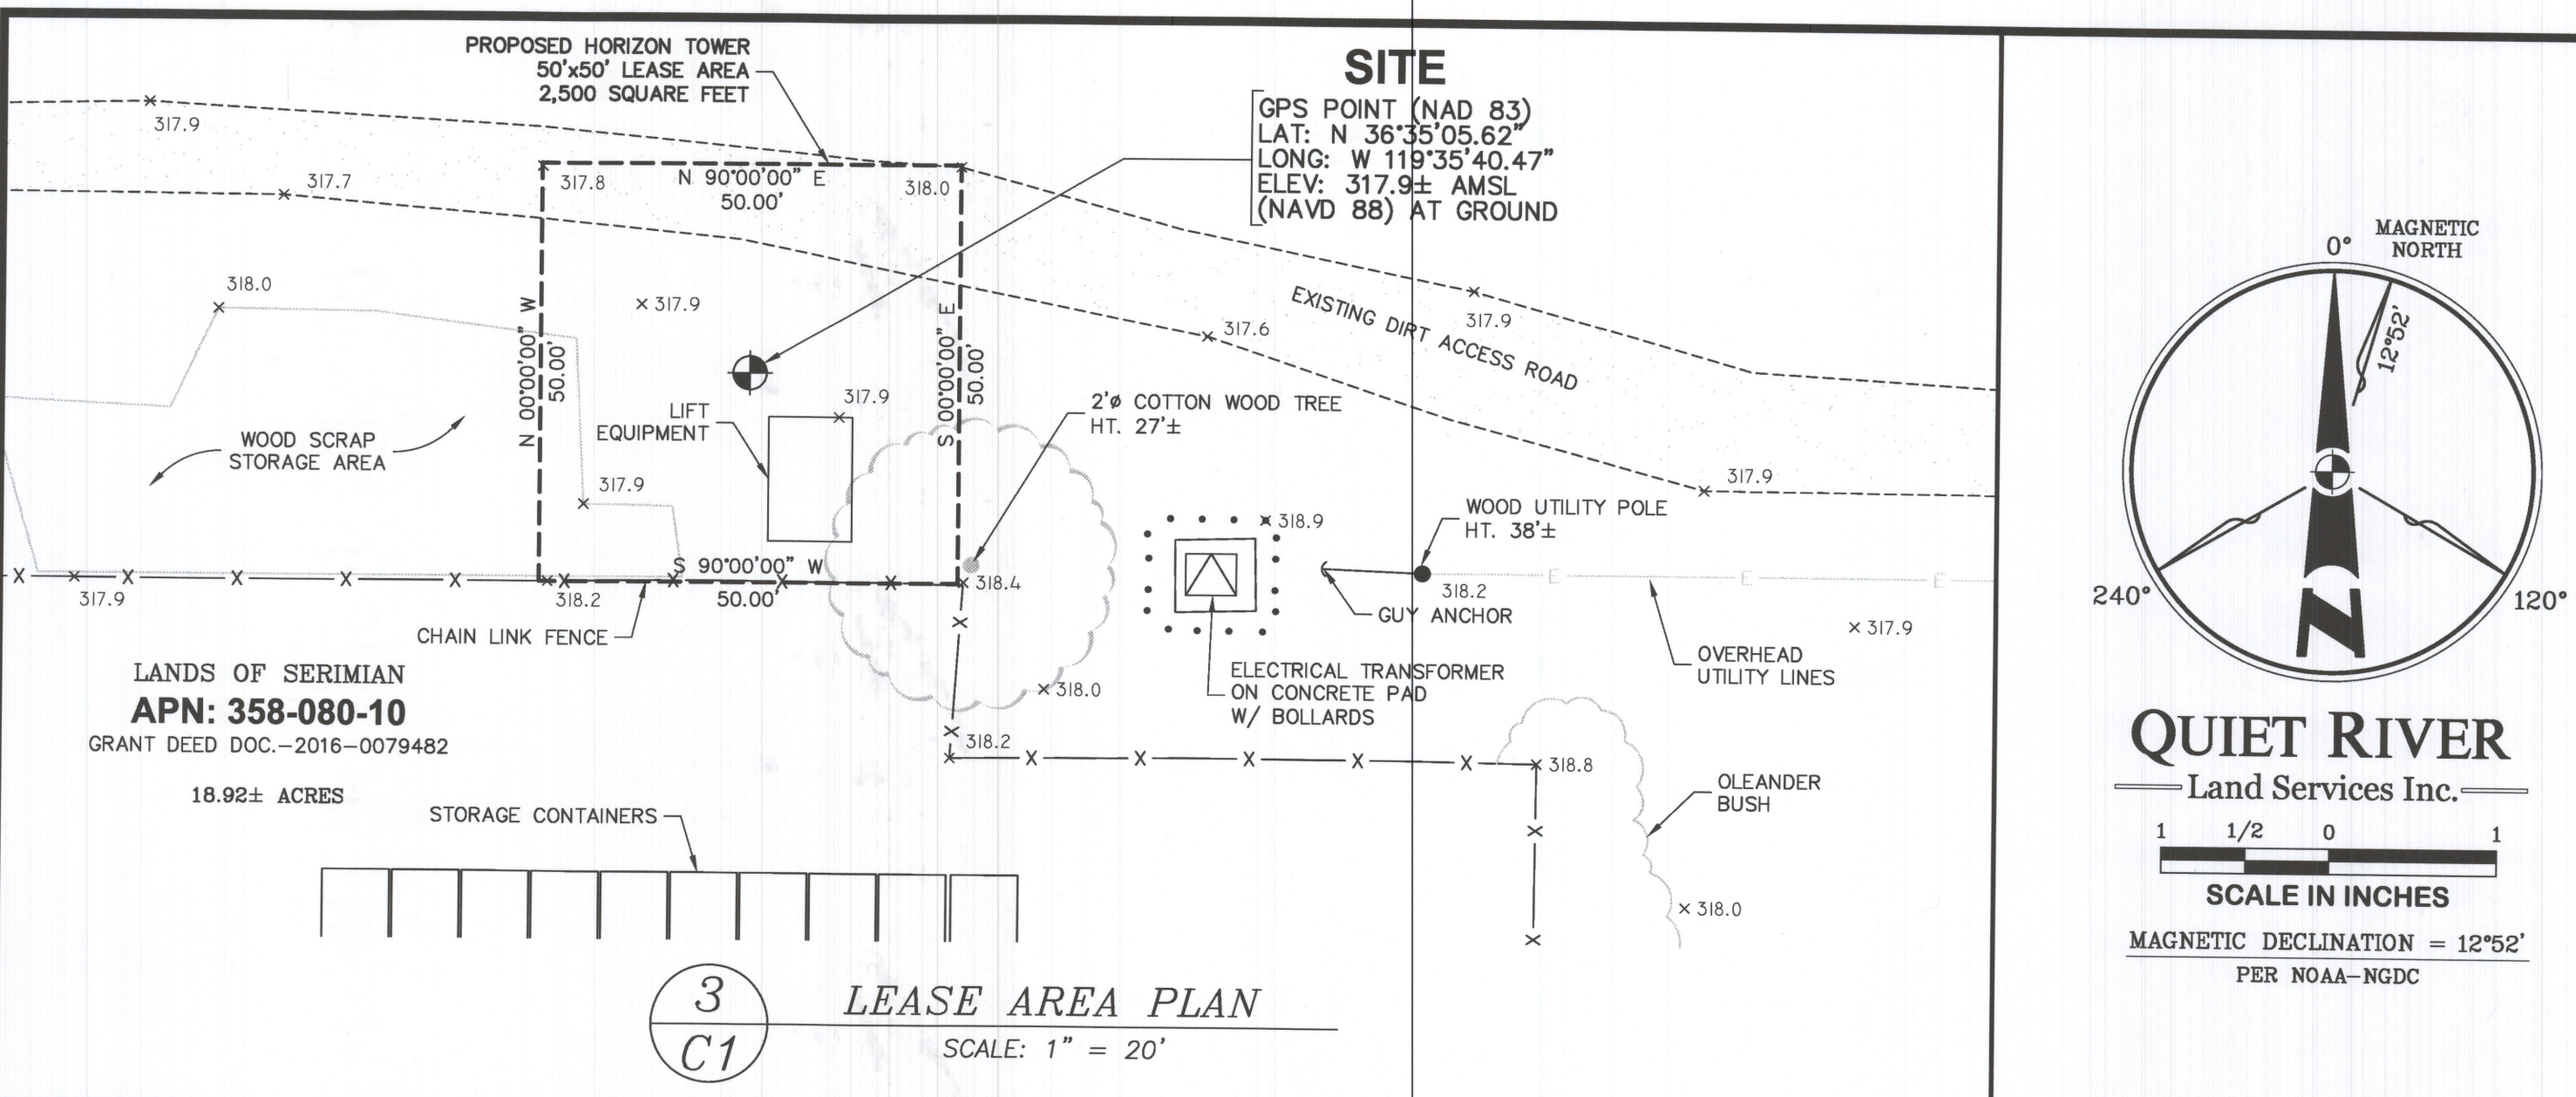 PROPOSED HORIZON TOWER
50'x50' LEASE AREA
2,500 SQUARE FEET
SITE
GPS POINT (NAD 83)
LAT: N 36°35'05.62"
LONG: W 119°35'40.47"
ELEV: 317.9± AMSL
(NAVD 88) AT GROUND
317.9
317.7
317.8
N 90°00'00" E
50.00'
318.0
318.0
317.9
N 00°00'00" W
50.00'
S 00°00'00" E
50.00'
317.6
317.9
EXISTING DIRT ACCESS ROAD
LIFT
EQUIPMENT
317.9
2'ø COTTON WOOD TREE
HT. 27'±
WOOD SCRAP
STORAGE AREA
317.9
317.9
318.9
WOOD UTILITY POLE
HT. 38'±
S 90°00'00" W
50.00'
317.9
318.2
318.4
318.2
E
E
E
GUY ANCHOR
317.9
CHAIN LINK FENCE
LANDS OF SERIMIAN
APN: 358-080-10
GRANT DEED DOC.-2016-0079482
18.92± ACRES
318.0
ELECTRICAL TRANSFORMER
ON CONCRETE PAD
W/ BOLLARDS
OVERHEAD
UTILITY LINES
318.2
318.8
OLEANDER
BUSH
STORAGE CONTAINERS
318.0
3
C1
LEASE AREA PLAN
SCALE: 1" = 20'
MAGNETIC
NORTH
0°
12°52'
240°
120°
N
QUIET RIVER
Land Services Inc.
1 1/2 0 1
SCALE IN INCHES
MAGNETIC DECLINATION = 12°52'
PER NOAA-NGDC